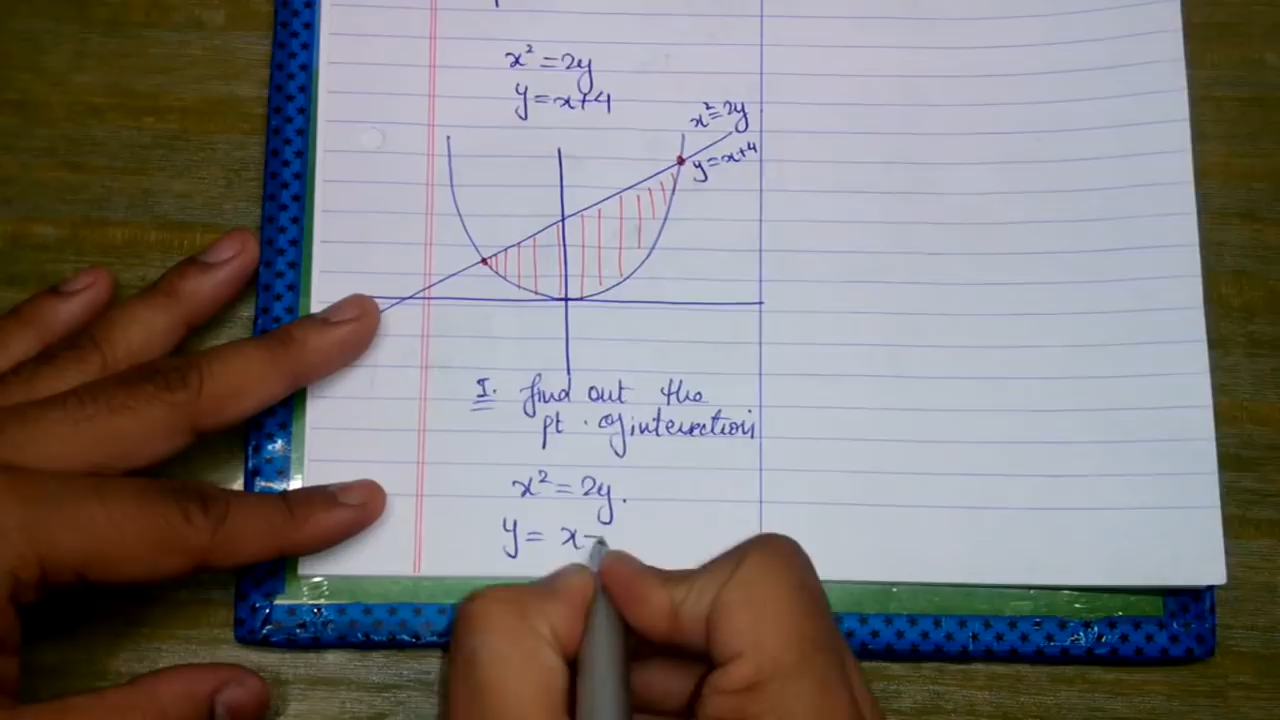 x² = 2y
y = x+4
x² = 2y
y = x+4
I. find out the
pt. of intersection
x² = 2y.
y = x